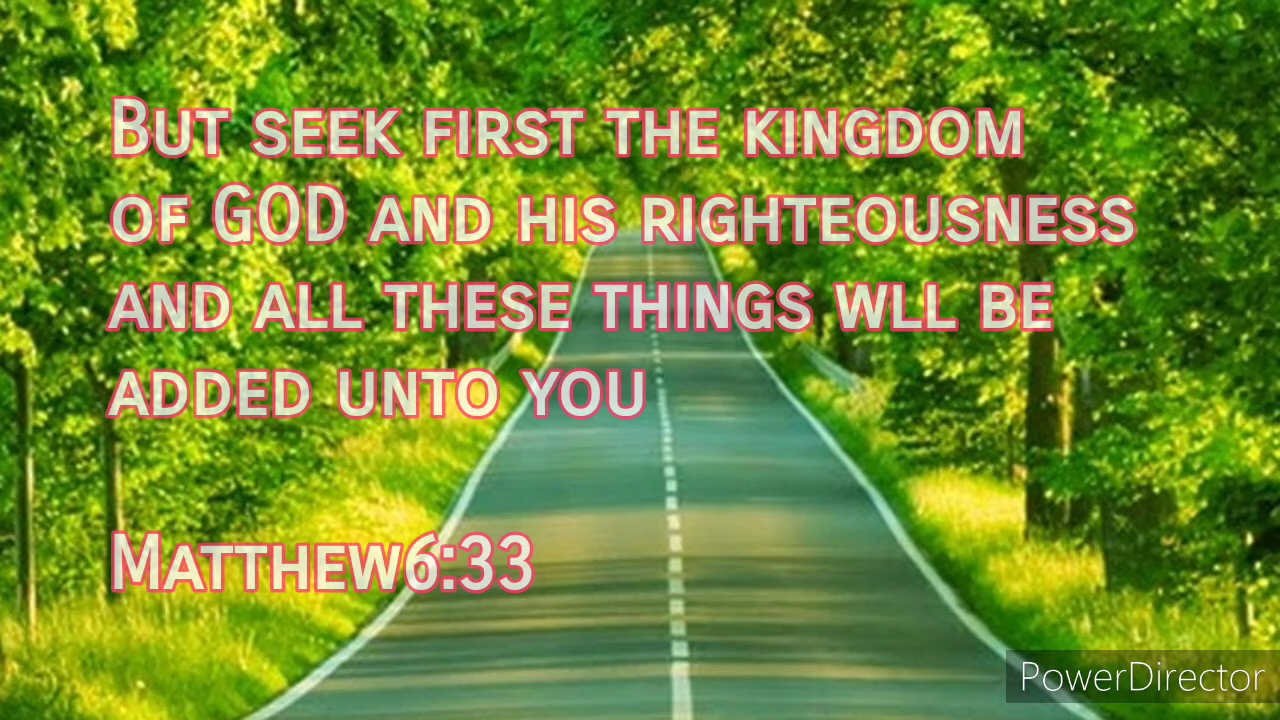 But seek first the kingdom
of GOD and his righteousness
and all these things wll be
added unto you
Matthew6:33
PowerDirector